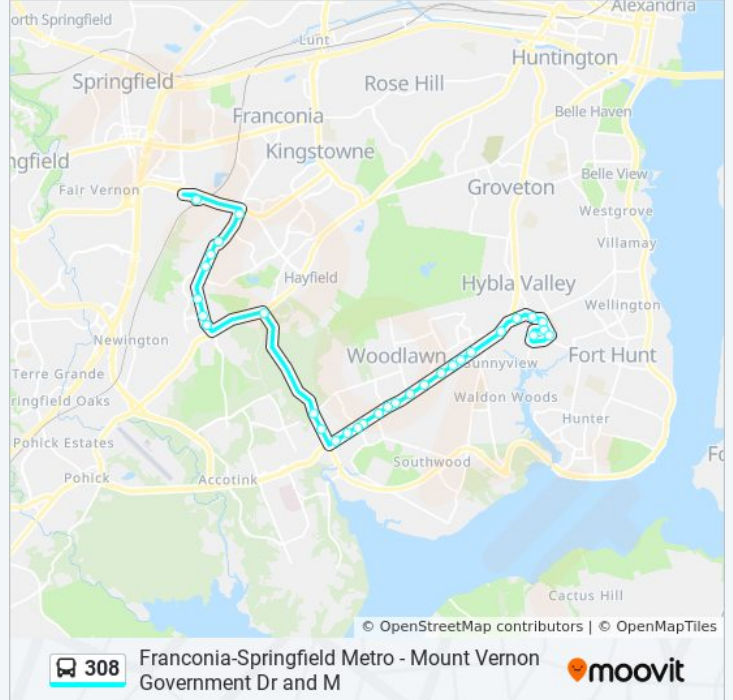 Alexandria
orth Springfield
Lunt
Huntington
Springfield
Rose Hill
Franconia
Belle Haven
Kingstowne
ngfield
Fair Vernon
Belle View
Groveton
Westgrove
Villamay
Hayfield
Hybla Valley
Wellington
Newington
Woodlawn
Sunnyview
Fort Hunt
Terre Grande
ringfield Oaks
Waldon Woods
Hunter
Pohick Estates
Southwood
Fo
Pohick
Accotink
Cactus Hill
© OpenStreetMap contributors | © OpenMapTiles
308
Franconia-Springfield Metro - Mount Vernon
Government Dr and M
moovit